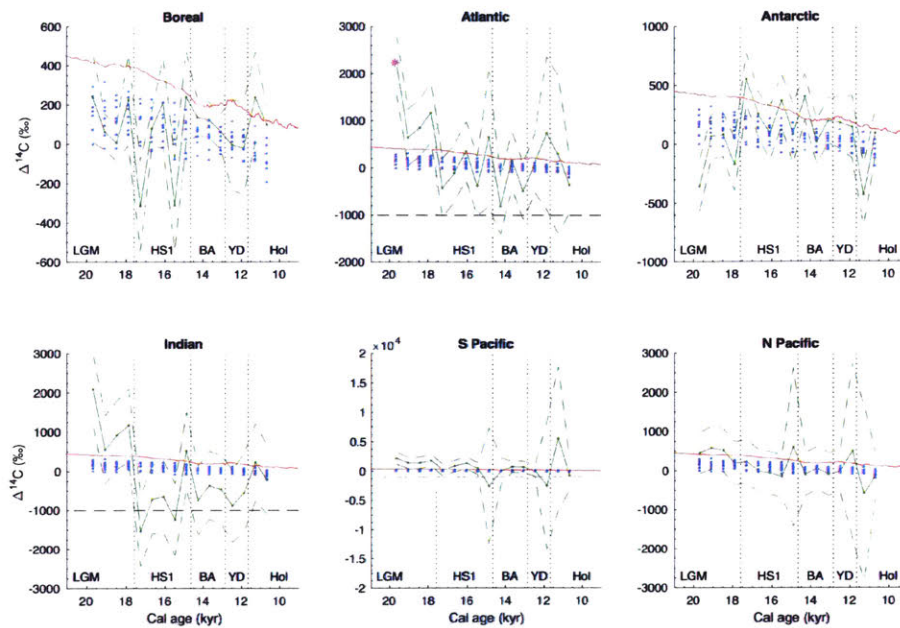 Boreal
Atlantic
Antarctic
600
400
200
0
-200
-400
-600
Δ14C (‰)
LGM HS1 BA YD Hol
20 18 16 14 12 10
3000
2000
1000
0
-1000
-2000
LGM HS1 BA YD Hol
20 18 16 14 12 10
1000
500
0
-500
-1000
LGM HS1 BA YD Hol
20 18 16 14 12 10
Indian
S Pacific
N Pacific
3000
2000
1000
0
-1000
-2000
-3000
Δ14C (‰)
LGM HS1 BA YD Hol
20 18 16 14 12 10
Cal age (kyr)
× 10^4
2
1.5
1
0.5
0
-0.5
-1
-1.5
-2
LGM HS1 BA YD Hol
20 18 16 14 12 10
Cal age (kyr)
3000
2000
1000
0
-1000
-2000
-3000
LGM HS1 BA YD Hol
20 18 16 14 12 10
Cal age (kyr)